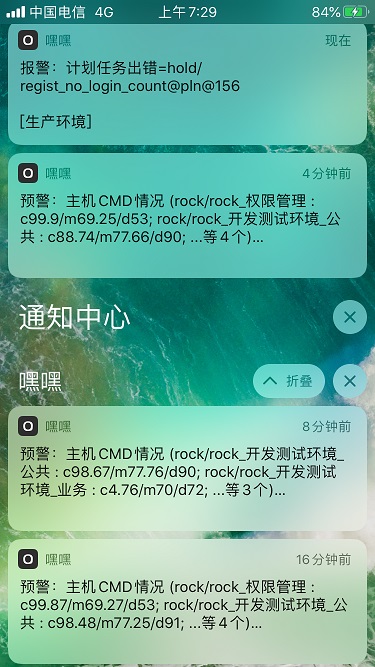 中国电信 4G 上午7:29 84%
嘿嘿 现在
报警：计划任务出错=hold/
regist_no_login_count@pln@156
[生产环境]
嘿嘿 4分钟前
预警：主机CMD情况 (rock/rock_权限管理 :
c99.9/m69.25/d53; rock/rock_开发测试环境_公
共 : c88.74/m77.66/d90; ...等4个)...
通知中心
嘿嘿 折叠
嘿嘿 8分钟前
预警：主机CMD情况 (rock/rock_开发测试环境_
公共 : c98.67/m77.76/d90; rock/rock_开发测试
环境_业务 : c4.76/m70/d72; ...等3个)...
嘿嘿 16分钟前
预警：主机CMD情况 (rock/rock_权限管理 :
c99.87/m69.27/d53; rock/rock_开发测试环境_公
共 : c98.48/m77.25/d91; ...等4个)...